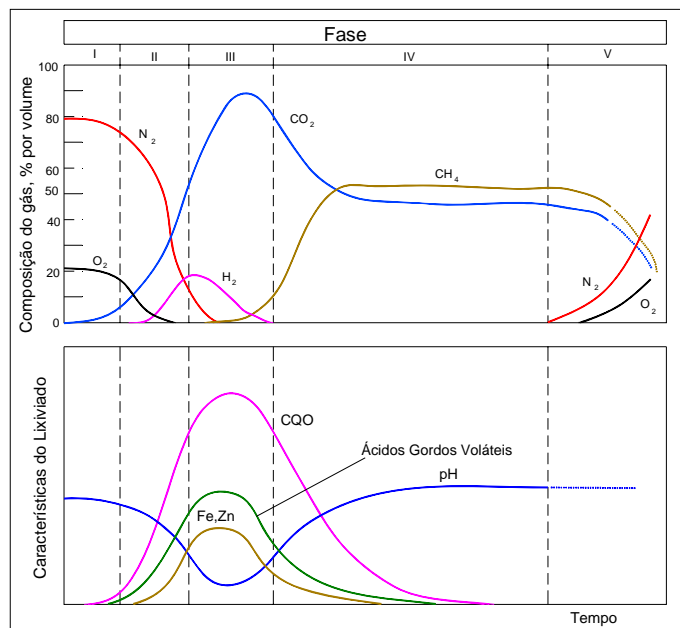 Fase
I II III IV V
Composição do gás, % por volume
100
80
60
50
40
20
0
N2
O2
CO2
H2
CH4
N2
O2
Características do Lixiviado
CQO
Ácidos Gordos Voláteis
pH
Fe,Zn
Tempo